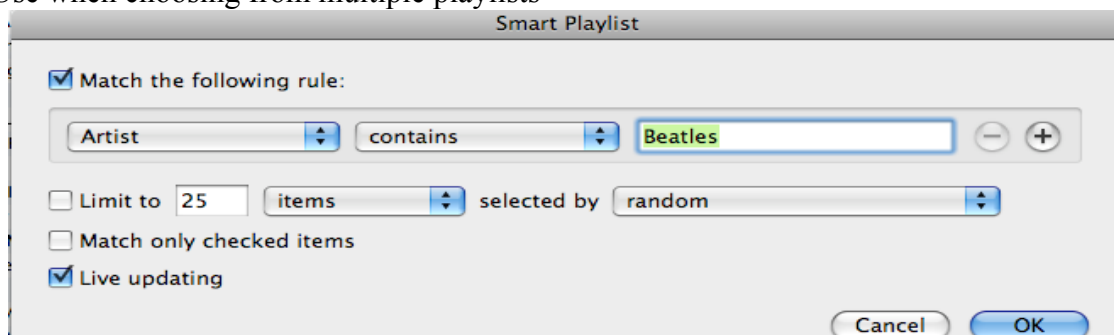 Use when choosing from multiple playlists
Smart Playlist
Match the following rule:
Artist contains Beatles
Limit to 25 items selected by random
Match only checked items
Live updating
Cancel OK